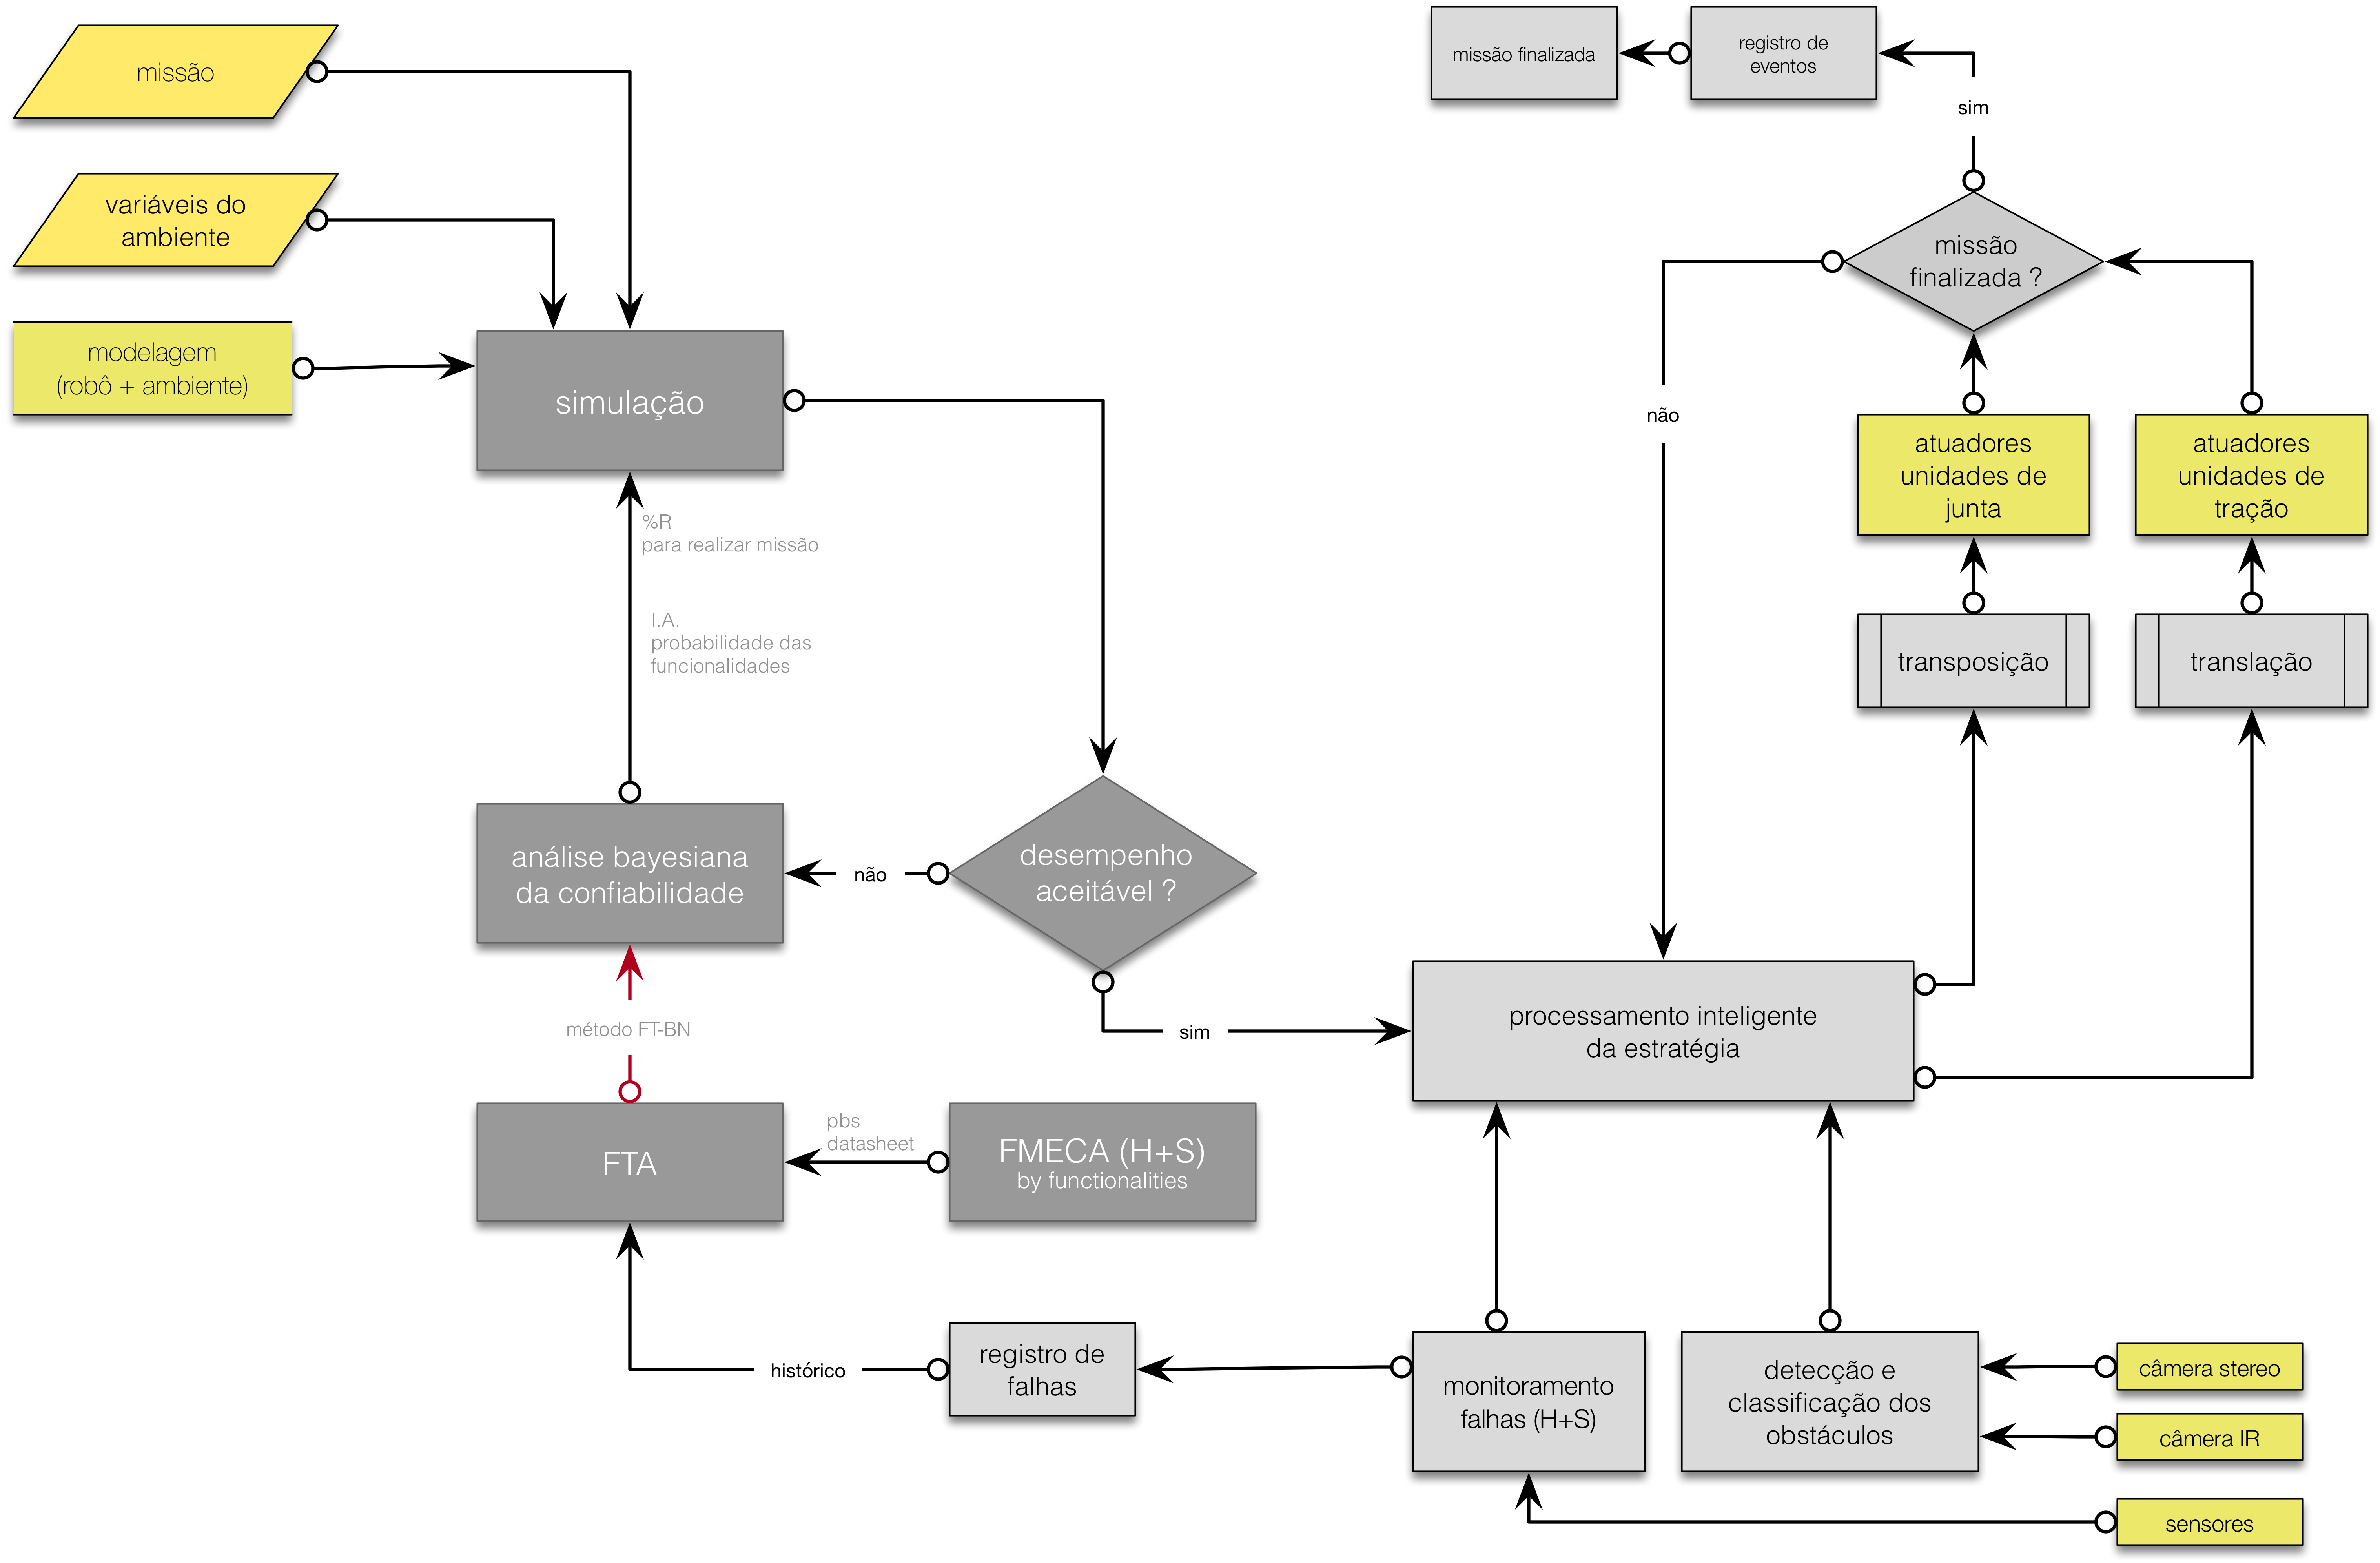 missão
variáveis do
ambiente
modelagem
(robô + ambiente)
simulação
%R
para realizar missão
I.A.
probabilidade das
funcionalidades
análise bayesiana
da confiabilidade
não
desempenho
aceitável ?
sim
método FT-BN
FTA
pbs
datasheet
FMECA (H+S)
by functionalities
histórico
registro de
falhas
missão finalizada
registro de
eventos
sim
missão
finalizada ?
não
atuadores
unidades de
junta
atuadores
unidades de
tração
transposição
translação
processamento inteligente
da estratégia
monitoramento
falhas (H+S)
detecção e
classificação dos
obstáculos
câmera stereo
câmera IR
sensores